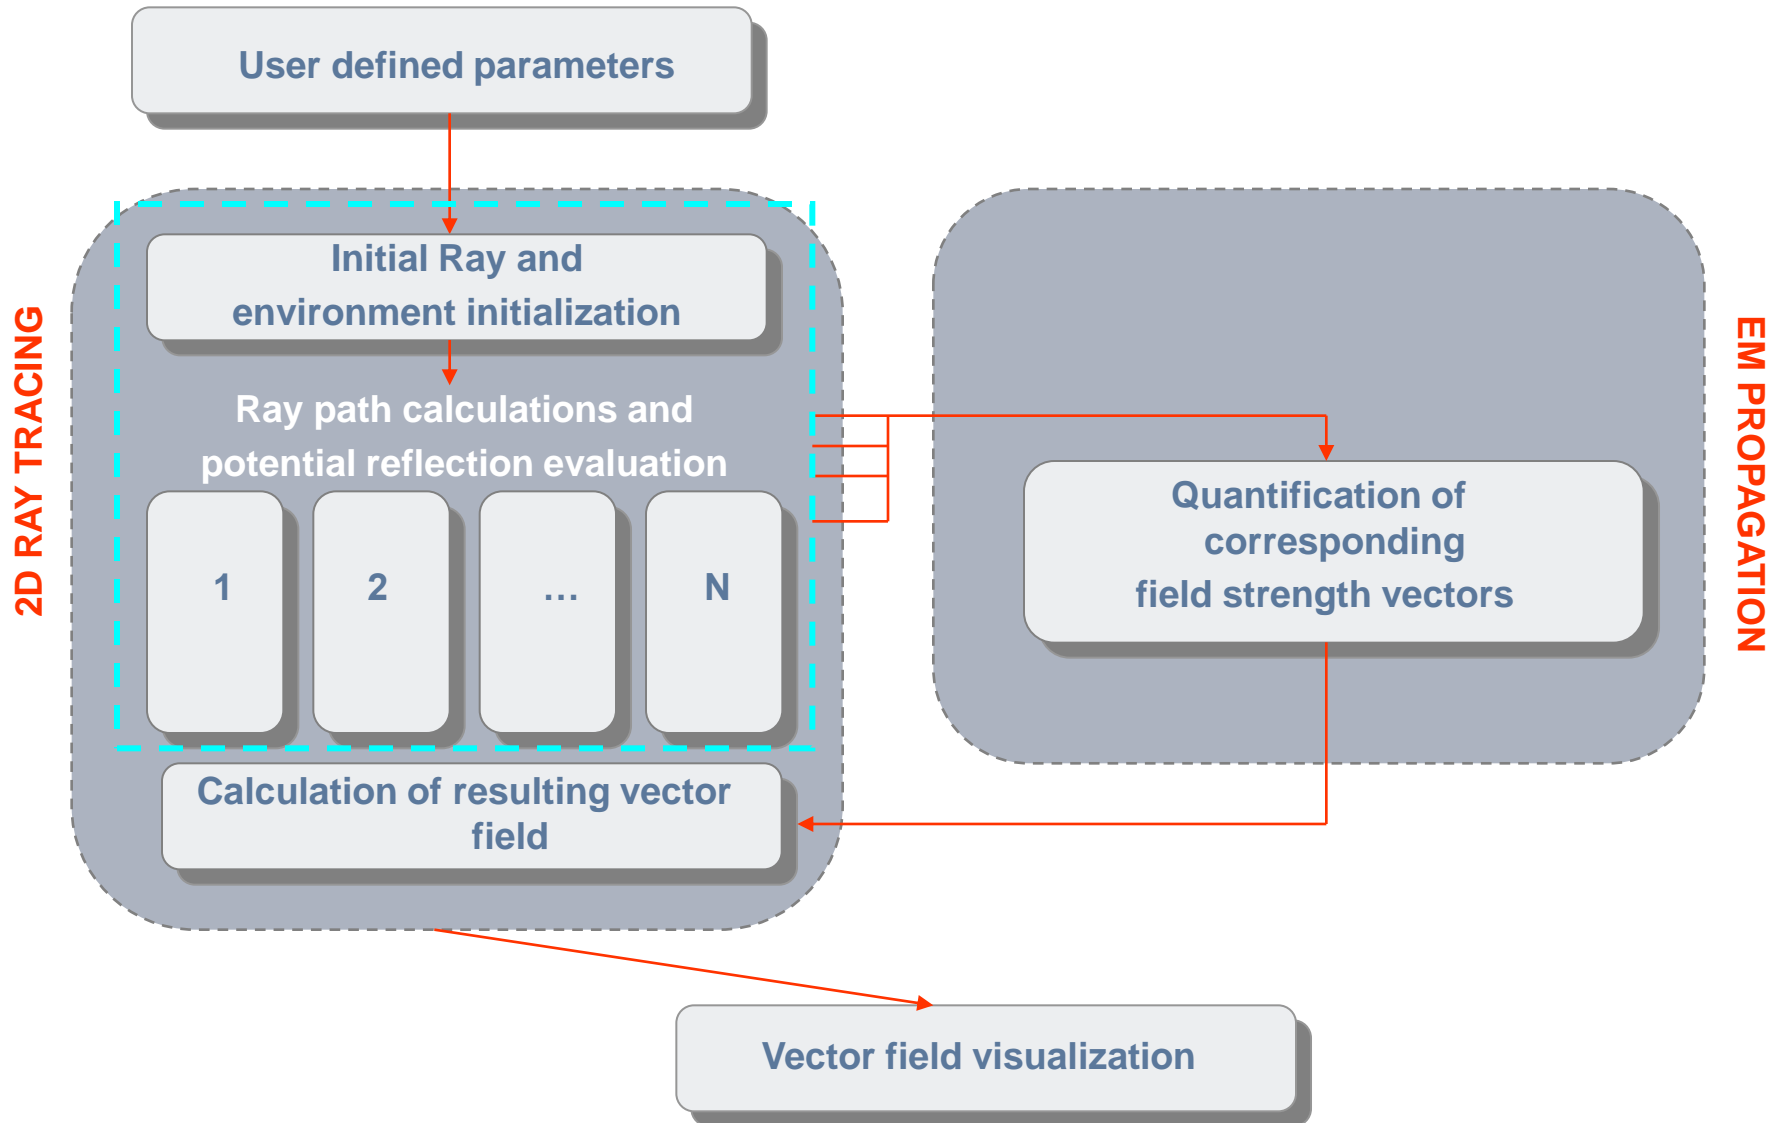 User defined parameters
2D RAY TRACING
Initial Ray and
environment initialization
Ray path calculations and
potential reflection evaluation
1
2
...
N
Calculation of resulting vector
field
EM PROPAGATION
Quantification of
corresponding
field strength vectors
Vector field visualization